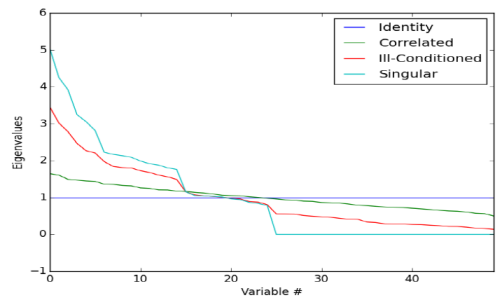 6
5
4
3
2
1
0
−1
Eigenvalues
0
10
20
30
40
Variable #
Identity
Correlated
Ill-Conditioned
Singular